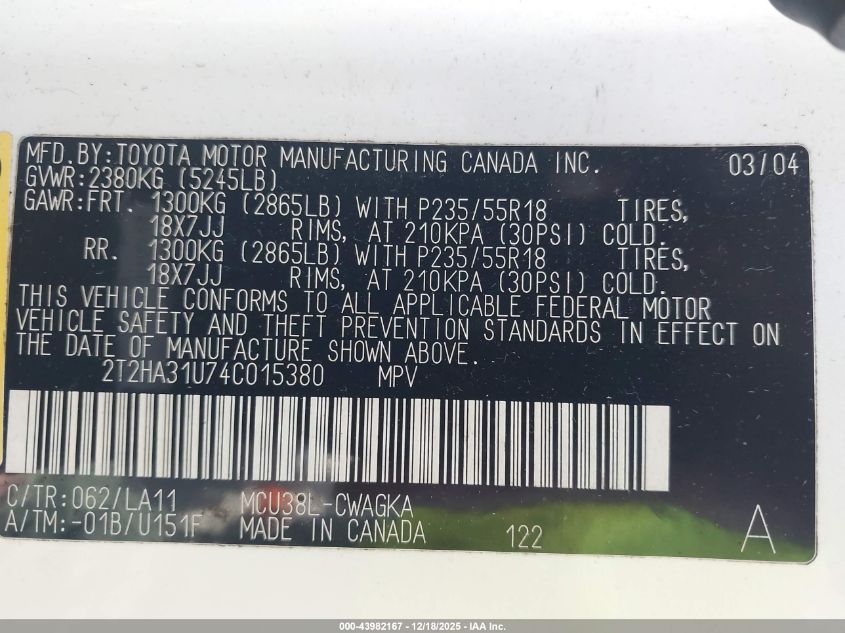 MFD.BY:TOYOTA MOTOR MANUFACTURING CANADA INC. 03/04
GVWR:2380KG (5245LB)
GAWR:FRT. 1300KG (2865LB) WITH P235/55R18 TIRES,
18X7JJ RIMS, AT 210KPA (30PSI) COLD.
RR. 1300KG (2865LB) WITH P235/55R18 TIRES,
18X7JJ RIMS, AT 210KPA (30PSI) COLD.
THIS VEHICLE CONFORMS TO ALL APPLICABLE FEDERAL MOTOR
VEHICLE SAFETY AND THEFT PREVENTION STANDARDS IN EFFECT ON
THE DATE OF MANUFACTURE SHOWN ABOVE.
2T2HA31U74C015380 MPV
C/TR:062/LA11 MCU38L-CWAGKA
A/TM:-01B/U151F MADE IN CANADA 122 A
000-43982167 - 12/18/2025 - IAA Inc.